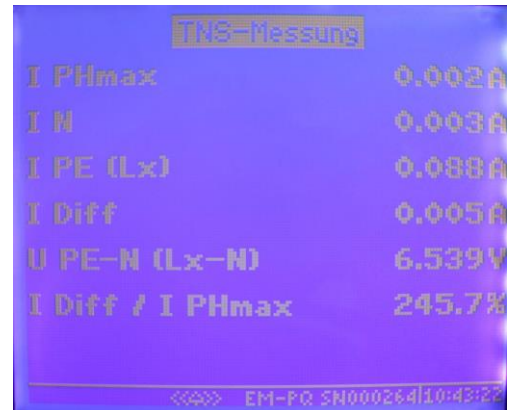 TNS-Messung
I PHmax 0.002A
I N 0.003A
I PE (Lx) 0.088A
I Diff 0.005A
U PE-N (Lx-N) 6.539V
I Diff / I PHmax 245.7%
<<4>> EM-PQ SN000264|10:43:22